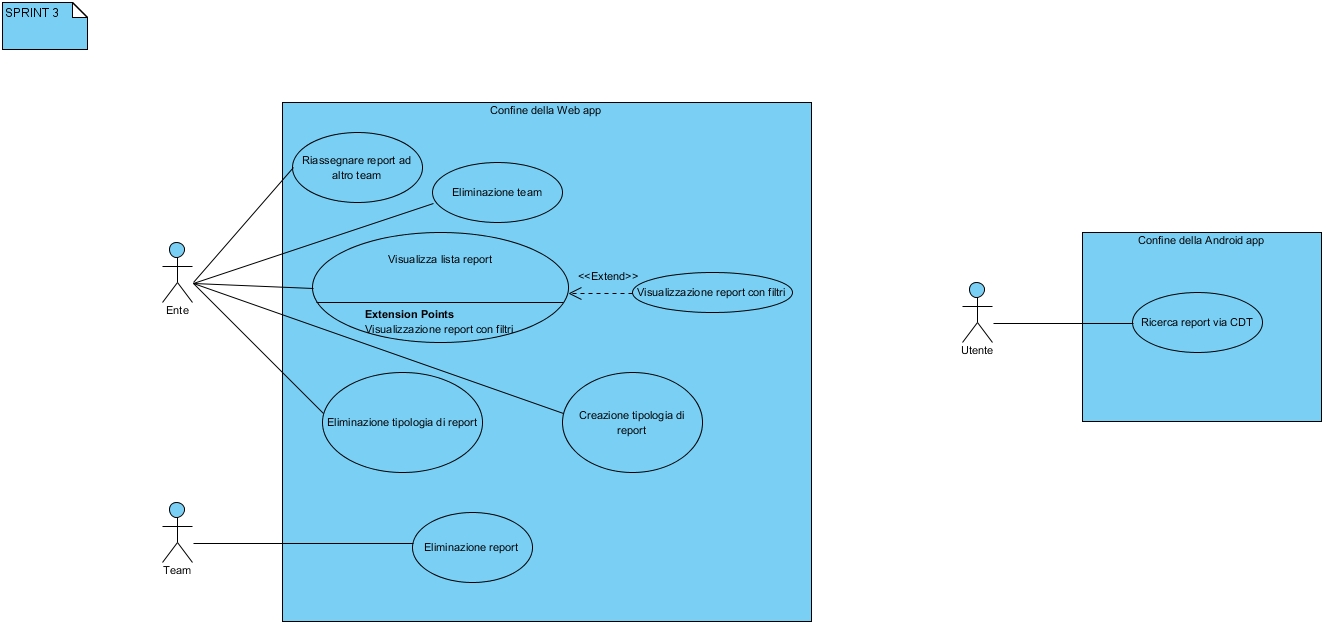 SPRINT 3
Confine della Web app
Riassegnare report ad
altro team
Eliminazione team
Visualizza lista report
<<Extend>>
Visualizzazione report con filtri
Extension Points
Visualizzazione report con filtri
Ente
Eliminazione tipologia di report
Creazione tipologia di
report
Eliminazione report
Team
Confine della Android app
Ricerca report via CDT
Utente